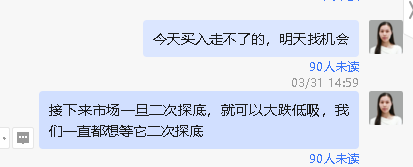 今天买入走不了的，明天找机会
90人未读
03/31 14:59
接下来市场一旦二次探底，就可以大跌低吸，我
们一直都想等它二次探底
90人未读